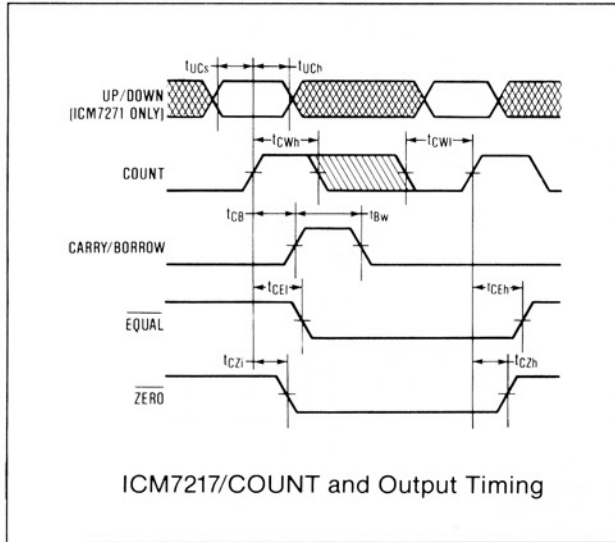 tUCs
tUCh
UP/DOWN
(ICM7271 ONLY)
tCWh
tCWl
COUNT
tCB
tBw
CARRY/BORROW
tCEl
tCEh
EQUAL
tCZl
tCZh
ZERO
ICM7217/COUNT and Output Timing